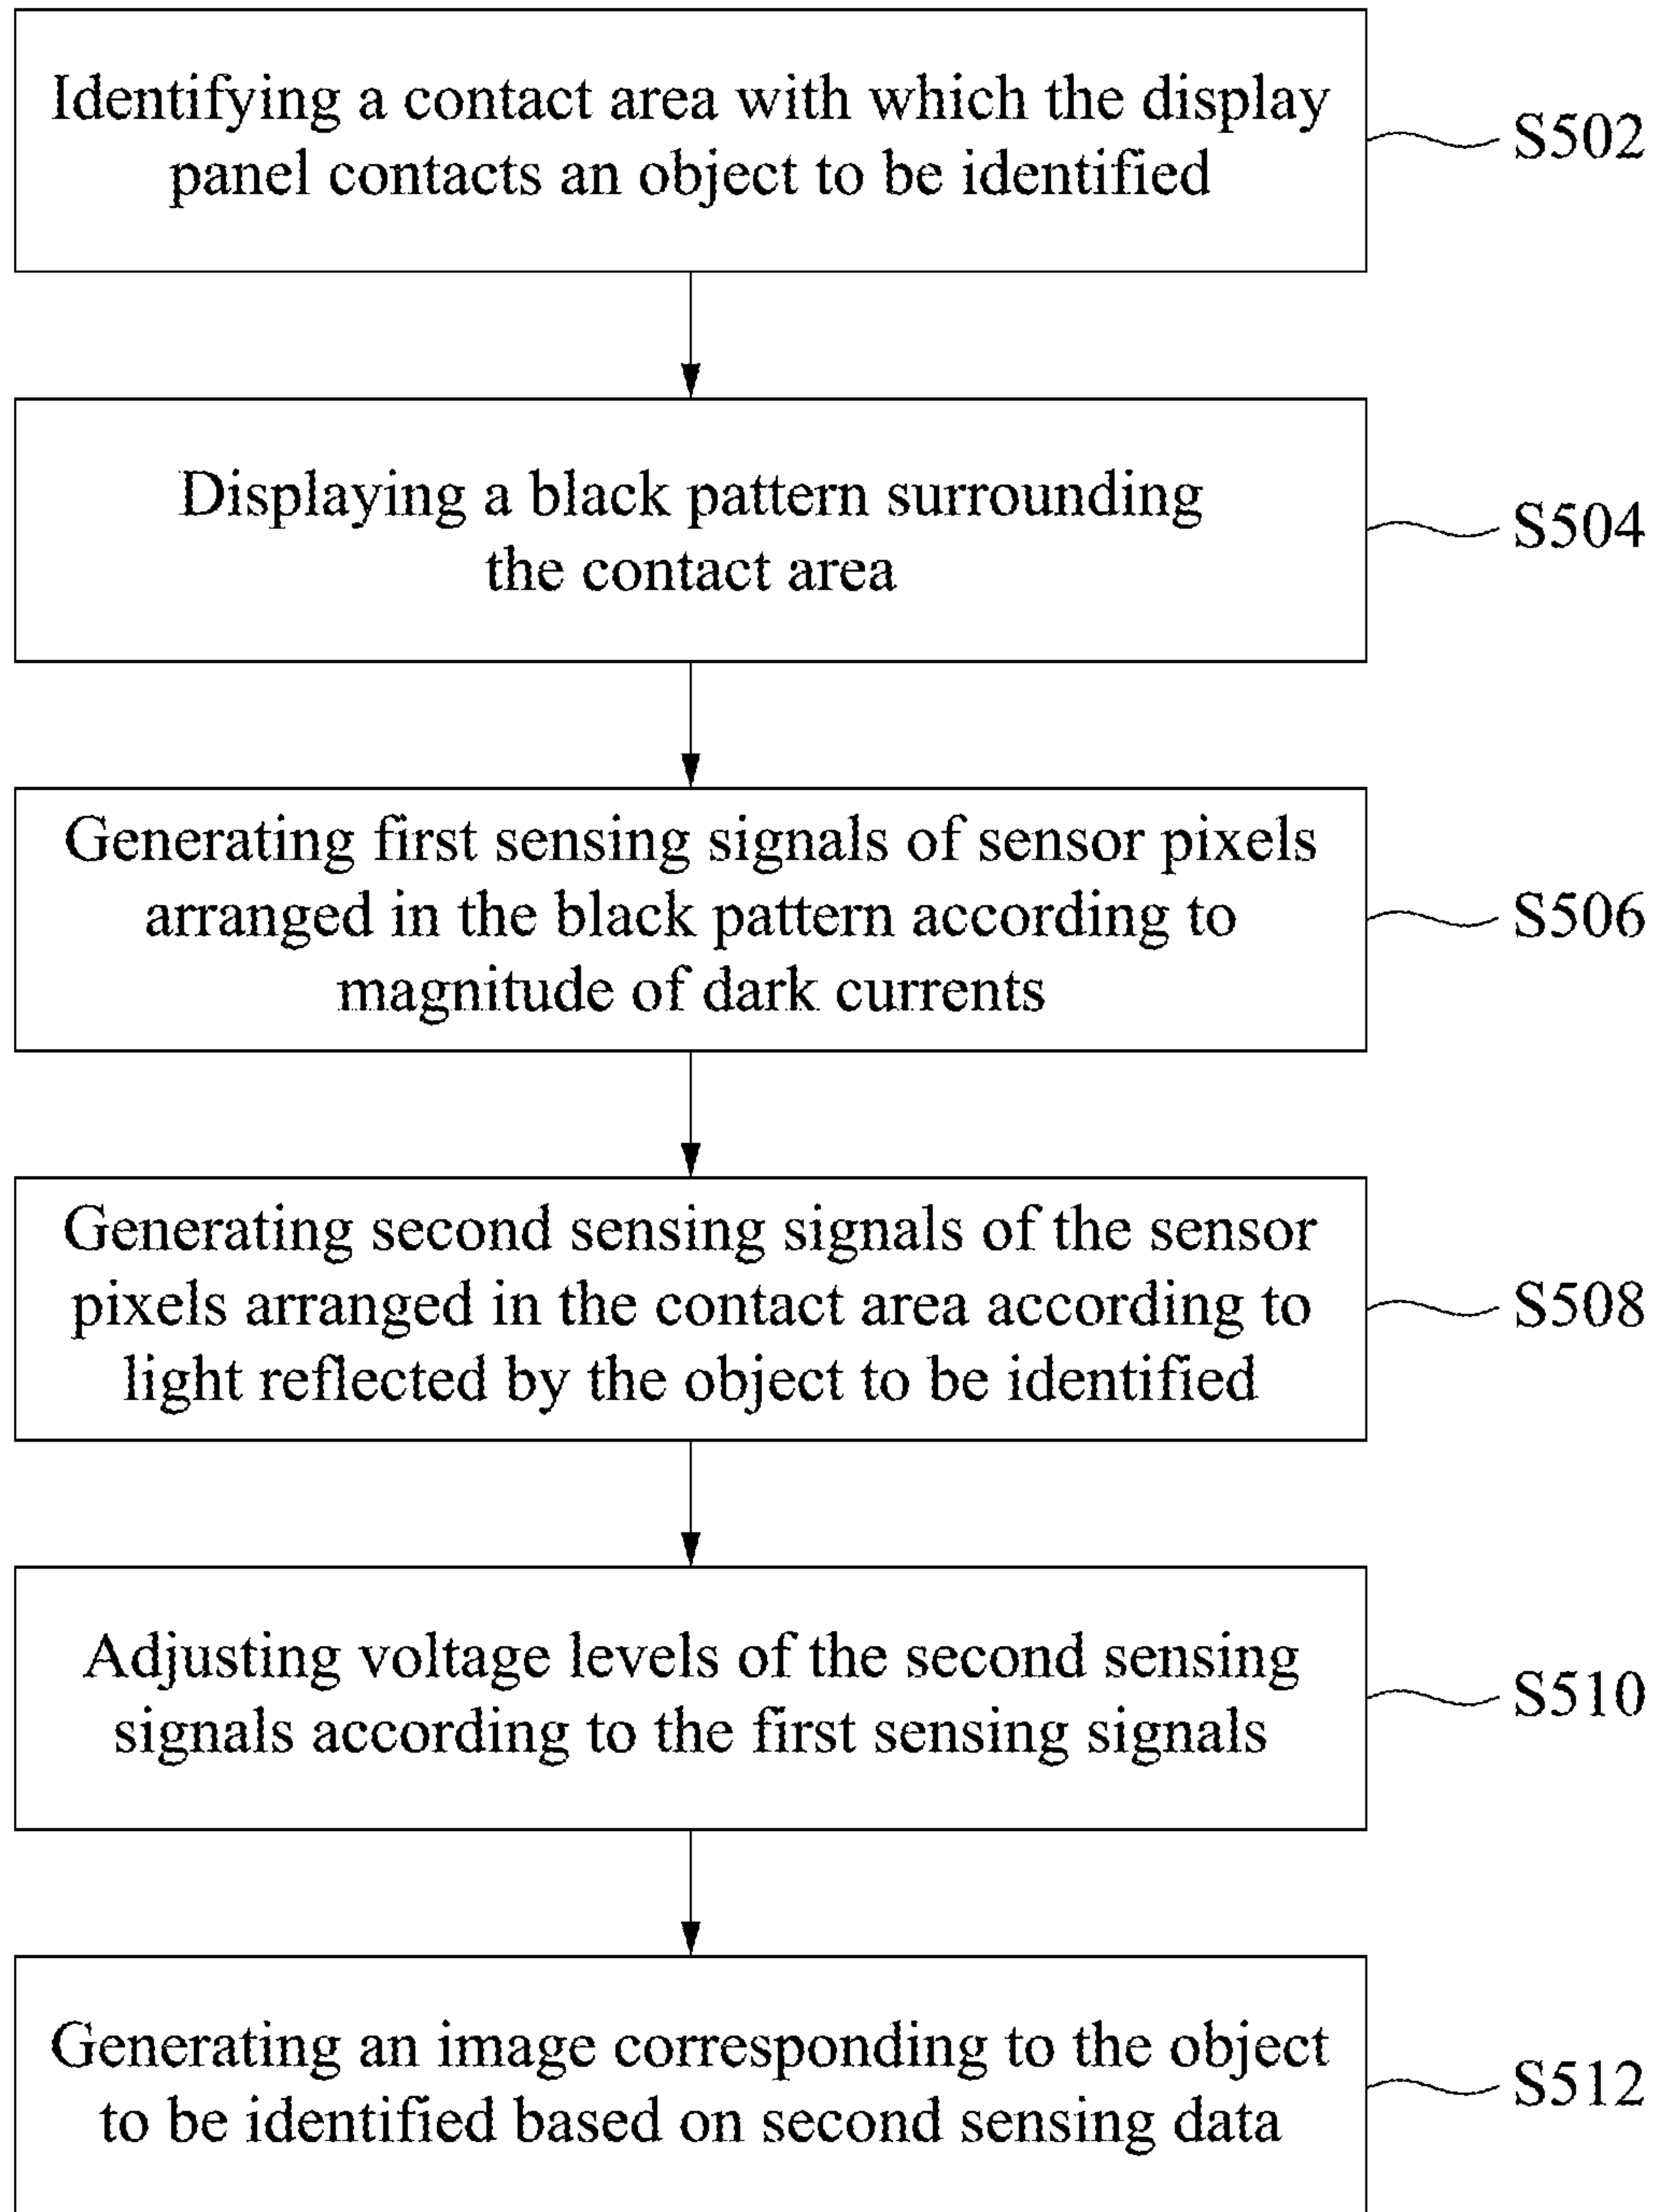 Identifying a contact area with which the display
panel contacts an object to be identified
S502
Displaying a black pattern surrounding
the contact area
S504
Generating first sensing signals of sensor pixels
arranged in the black pattern according to
magnitude of dark currents
S506
Generating second sensing signals of the sensor
pixels arranged in the contact area according to
light reflected by the object to be identified
S508
Adjusting voltage levels of the second sensing
signals according to the first sensing signals
S510
Generating an image corresponding to the object
to be identified based on second sensing data
S512